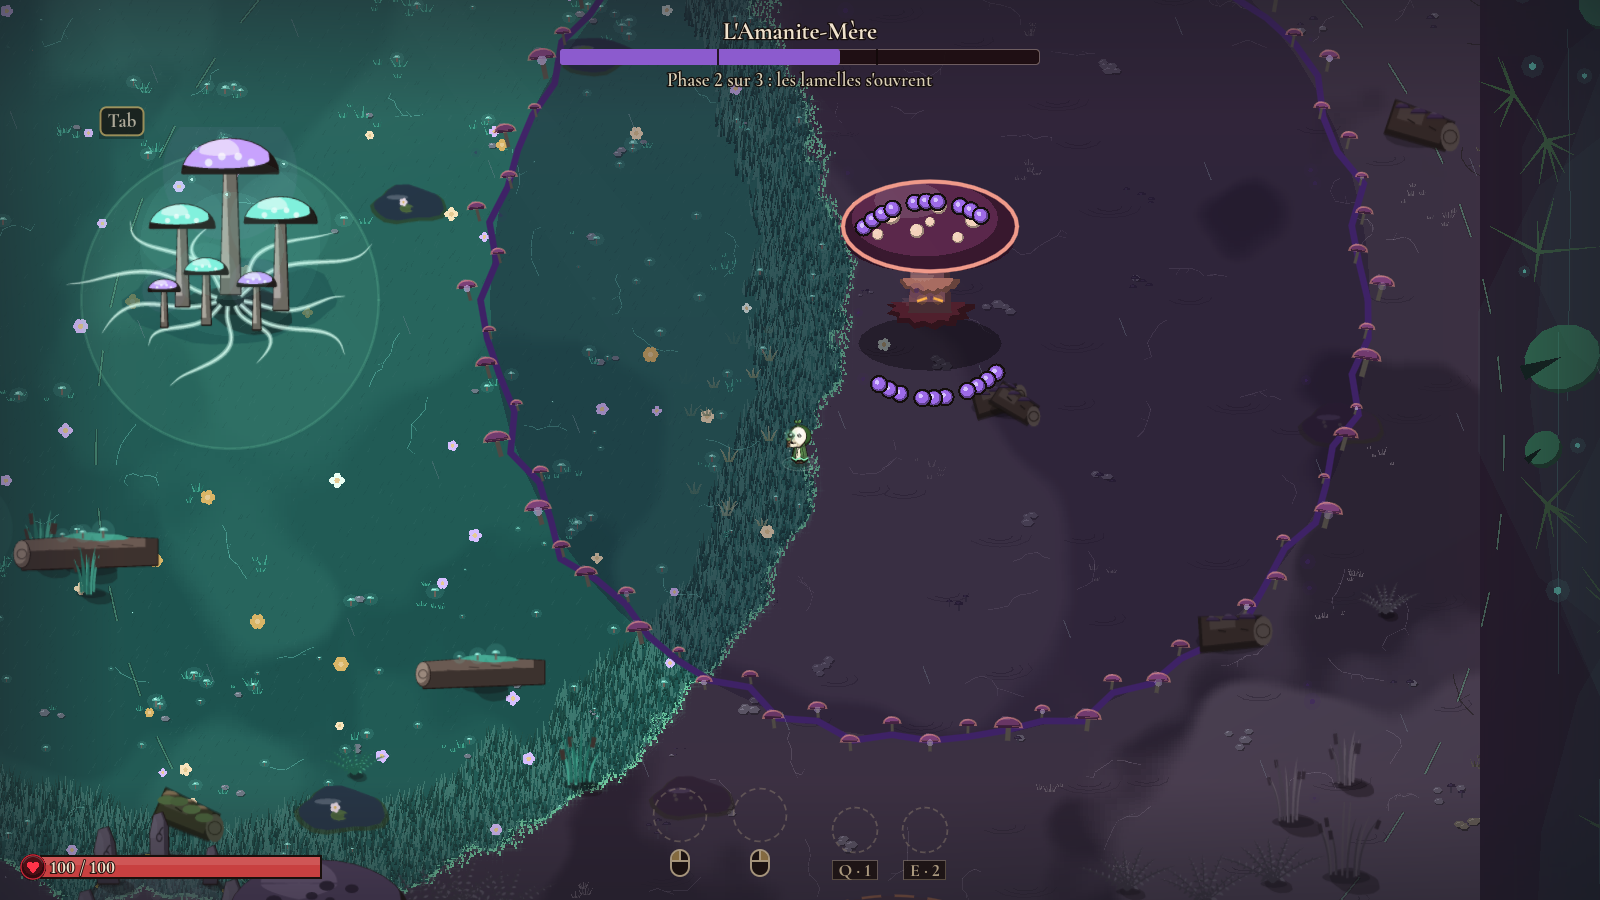 L'Amanite-Mère
Phase 2 sur 3 : les lamelles s'ouvrent
Tab
100 / 100
Q · 1
E · 2